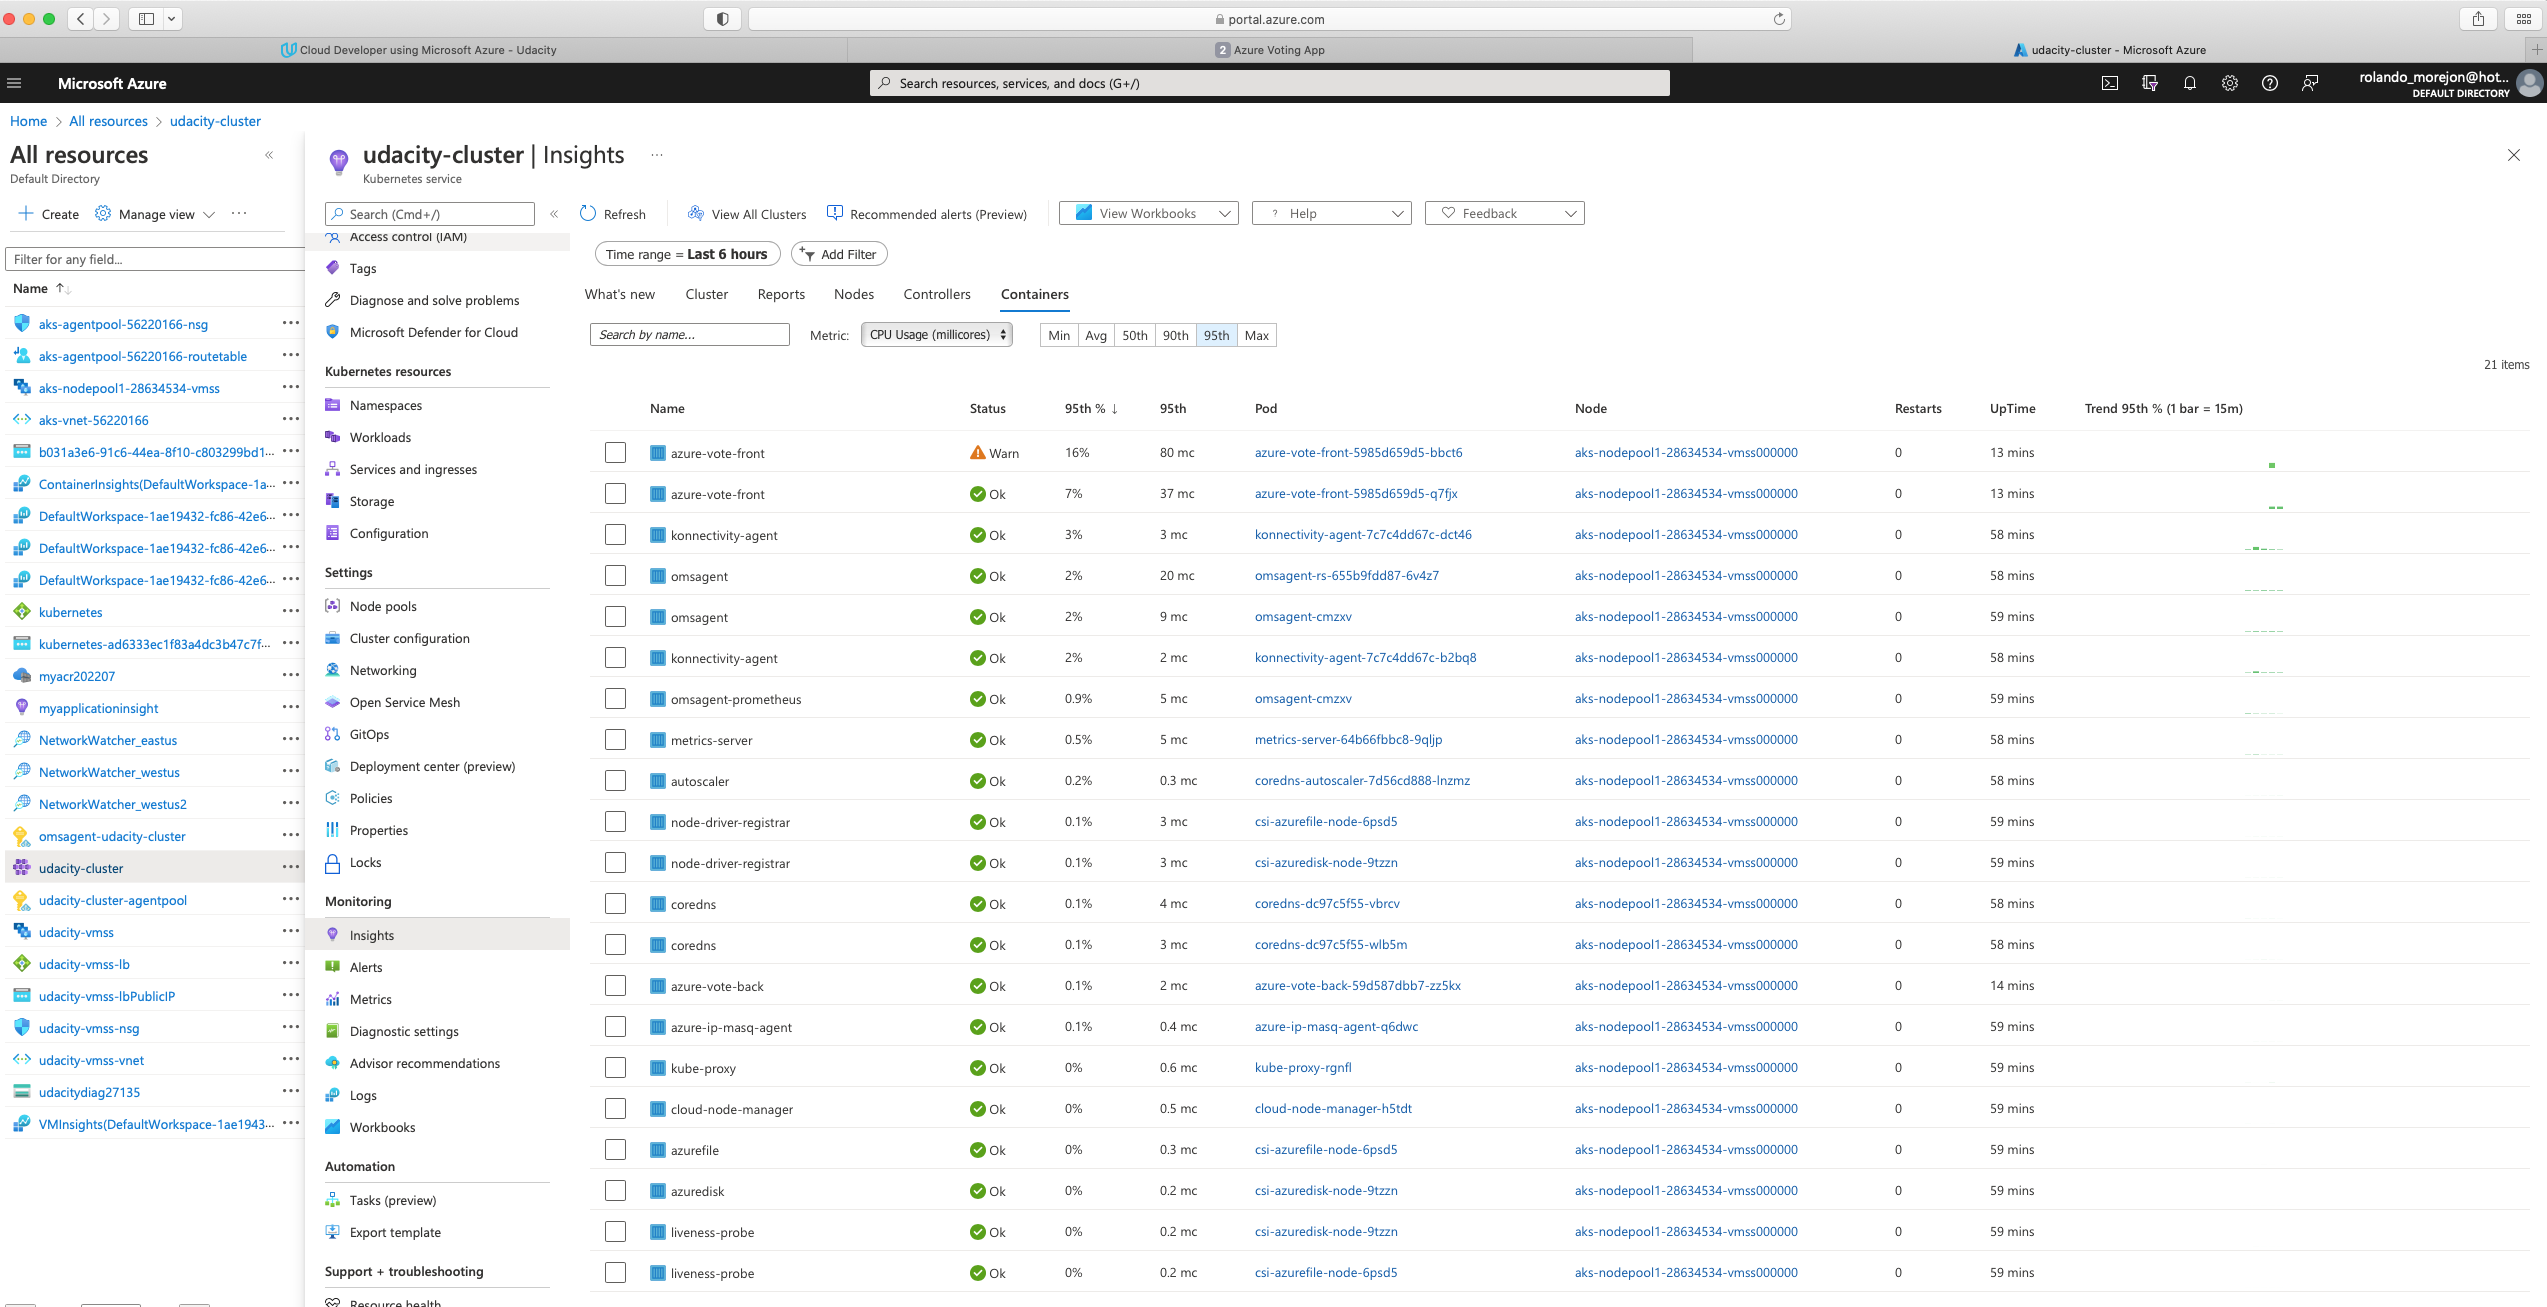 portal.azure.com
Cloud Developer using Microsoft Azure - Udacity
2 Azure Voting App
udacity-cluster - Microsoft Azure
Microsoft Azure
Search resources, services, and docs (G+/)
rolando_morejon@hot...
DEFAULT DIRECTORY
Home > All resources > udacity-cluster
All resources
Default Directory
Create
Manage view
Filter for any field...
Name
aks-agentpool-56220166-nsg
aks-agentpool-56220166-routetable
aks-nodepool1-28634534-vmss
aks-vnet-56220166
b031a3e6-91c6-44ea-8f10-c803299bd1...
ContainerInsights(DefaultWorkspace-1a...
DefaultWorkspace-1ae19432-fc86-42e6...
DefaultWorkspace-1ae19432-fc86-42e6...
DefaultWorkspace-1ae19432-fc86-42e6...
kubernetes
kubernetes-ad6333ec1f83a4dc3b47c7f...
myacr202207
myapplicationinsight
NetworkWatcher_eastus
NetworkWatcher_westus
NetworkWatcher_westus2
omsagent-udacity-cluster
udacity-cluster
udacity-cluster-agentpool
udacity-vmss
udacity-vmss-lb
udacity-vmss-lbPublicIP
udacity-vmss-nsg
udacity-vmss-vnet
udacitydiag27135
VMInsights(DefaultWorkspace-1ae1943...
udacity-cluster | Insights
Kubernetes service
Search (Cmd+/)
Access control (IAM)
Tags
Diagnose and solve problems
Microsoft Defender for Cloud
Kubernetes resources
Namespaces
Workloads
Services and ingresses
Storage
Configuration
Settings
Node pools
Cluster configuration
Networking
Open Service Mesh
GitOps
Deployment center (preview)
Policies
Properties
Locks
Monitoring
Insights
Alerts
Metrics
Diagnostic settings
Advisor recommendations
Logs
Workbooks
Automation
Tasks (preview)
Export template
Support + troubleshooting
Resource health
Refresh
View All Clusters
Recommended alerts (Preview)
View Workbooks
? Help
Feedback
Time range = Last 6 hours
Add Filter
What's new Cluster Reports Nodes Controllers Containers
Search by name...
Metric: CPU Usage (millicores)
Min Avg 50th 90th 95th Max
21 items
Name Status 95th % ↓ 95th Pod Node Restarts UpTime Trend 95th % (1 bar = 15m)
azure-vote-front Warn 16% 80 mc azure-vote-front-5985d659d5-bbct6 aks-nodepool1-28634534-vmss000000 0 13 mins
azure-vote-front Ok 7% 37 mc azure-vote-front-5985d659d5-q7fjx aks-nodepool1-28634534-vmss000000 0 13 mins
konnectivity-agent Ok 3% 3 mc konnectivity-agent-7c7c4dd67c-dct46 aks-nodepool1-28634534-vmss000000 0 58 mins
omsagent Ok 2% 20 mc omsagent-rs-655b9fdd87-6v4z7 aks-nodepool1-28634534-vmss000000 0 58 mins
omsagent Ok 2% 9 mc omsagent-cmzxv aks-nodepool1-28634534-vmss000000 0 59 mins
konnectivity-agent Ok 2% 2 mc konnectivity-agent-7c7c4dd67c-b2bq8 aks-nodepool1-28634534-vmss000000 0 58 mins
omsagent-prometheus Ok 0.9% 5 mc omsagent-cmzxv aks-nodepool1-28634534-vmss000000 0 59 mins
metrics-server Ok 0.5% 5 mc metrics-server-64b66fbbc8-9qljp aks-nodepool1-28634534-vmss000000 0 58 mins
autoscaler Ok 0.2% 0.3 mc coredns-autoscaler-7d56cd888-lnzmz aks-nodepool1-28634534-vmss000000 0 58 mins
node-driver-registrar Ok 0.1% 3 mc csi-azurefile-node-6psd5 aks-nodepool1-28634534-vmss000000 0 59 mins
node-driver-registrar Ok 0.1% 3 mc csi-azuredisk-node-9tzzn aks-nodepool1-28634534-vmss000000 0 59 mins
coredns Ok 0.1% 4 mc coredns-dc97c5f55-vbrcv aks-nodepool1-28634534-vmss000000 0 58 mins
coredns Ok 0.1% 3 mc coredns-dc97c5f55-wlb5m aks-nodepool1-28634534-vmss000000 0 58 mins
azure-vote-back Ok 0.1% 2 mc azure-vote-back-59d587dbb7-zz5kx aks-nodepool1-28634534-vmss000000 0 14 mins
azure-ip-masq-agent Ok 0.1% 0.4 mc azure-ip-masq-agent-q6dwc aks-nodepool1-28634534-vmss000000 0 59 mins
kube-proxy Ok 0% 0.6 mc kube-proxy-rgnfl aks-nodepool1-28634534-vmss000000 0 59 mins
cloud-node-manager Ok 0% 0.5 mc cloud-node-manager-h5tdt aks-nodepool1-28634534-vmss000000 0 59 mins
azurefile Ok 0% 0.3 mc csi-azurefile-node-6psd5 aks-nodepool1-28634534-vmss000000 0 59 mins
azuredisk Ok 0% 0.2 mc csi-azuredisk-node-9tzzn aks-nodepool1-28634534-vmss000000 0 59 mins
liveness-probe Ok 0% 0.2 mc csi-azuredisk-node-9tzzn aks-nodepool1-28634534-vmss000000 0 59 mins
liveness-probe Ok 0% 0.2 mc csi-azurefile-node-6psd5 aks-nodepool1-28634534-vmss000000 0 59 mins